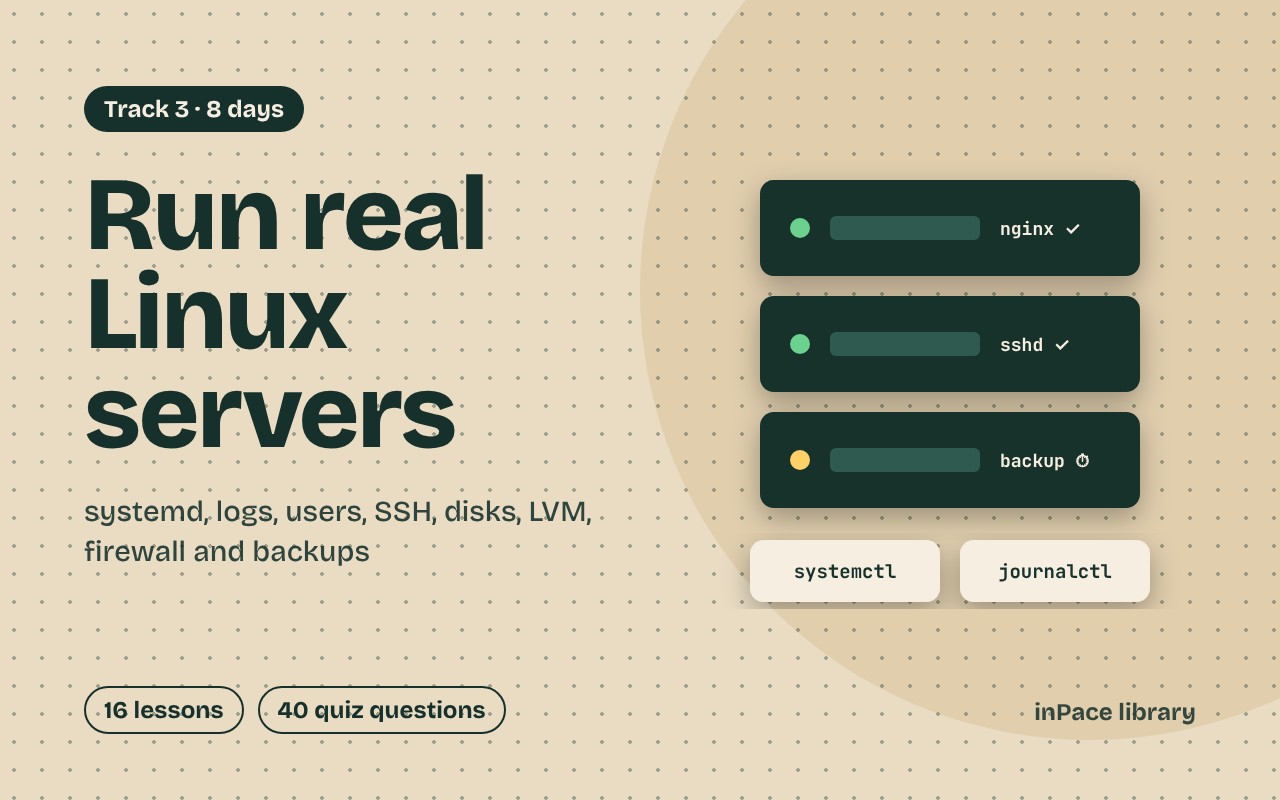 Track 3 · 8 days
Run real
Linux
servers
systemd, logs, users, SSH, disks, LVM,
firewall and backups
nginx ✓
sshd ✓
backup ⏱
systemctl
journalctl
16 lessons
40 quiz questions
inPace library